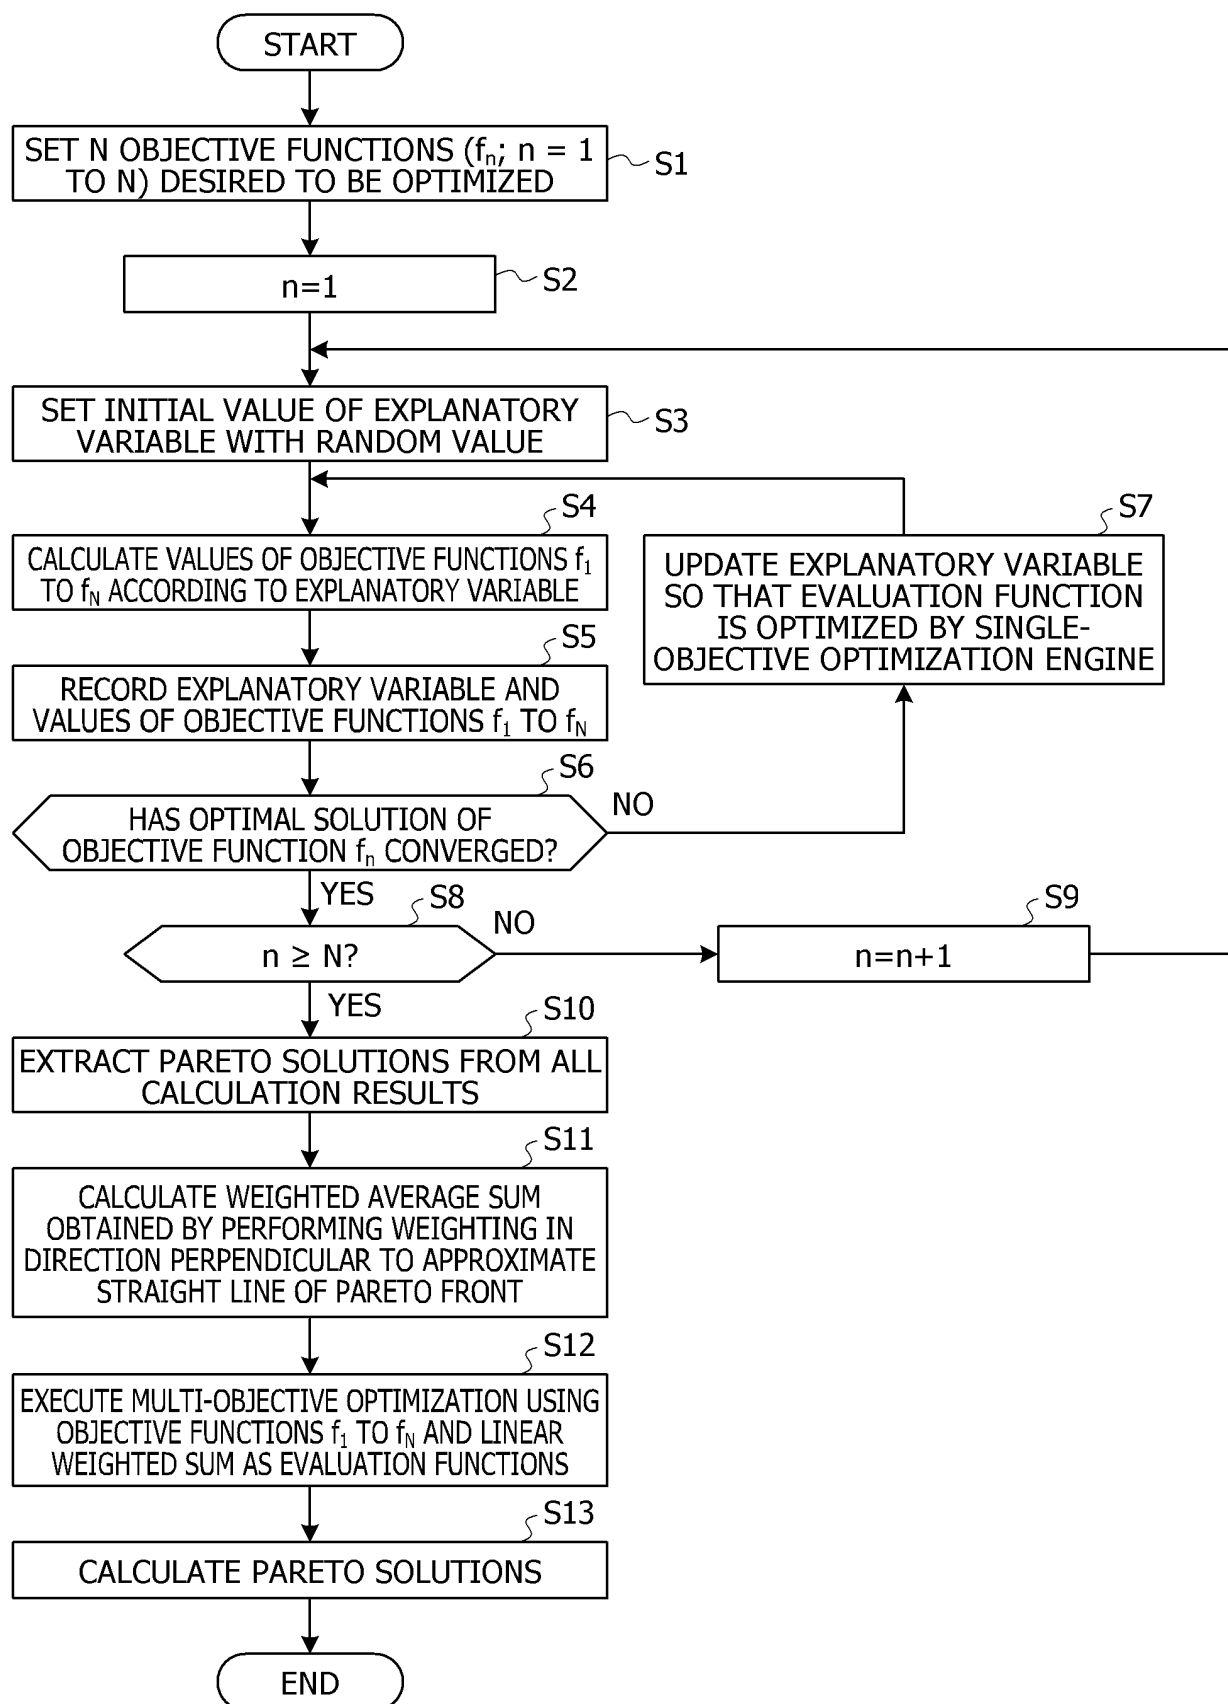 START
SET N OBJECTIVE FUNCTIONS (fn; n = 1
TO N) DESIRED TO BE OPTIMIZED
S1
n=1
S2
SET INITIAL VALUE OF EXPLANATORY
VARIABLE WITH RANDOM VALUE
S3
S4
CALCULATE VALUES OF OBJECTIVE FUNCTIONS f1
TO fN ACCORDING TO EXPLANATORY VARIABLE
S7
UPDATE EXPLANATORY VARIABLE
SO THAT EVALUATION FUNCTION
IS OPTIMIZED BY SINGLE-
OBJECTIVE OPTIMIZATION ENGINE
S5
RECORD EXPLANATORY VARIABLE AND
VALUES OF OBJECTIVE FUNCTIONS f1 TO fN
S6
HAS OPTIMAL SOLUTION OF
OBJECTIVE FUNCTION fn CONVERGED?
NO
YES
S8
n ≥ N?
NO
S9
n=n+1
YES
S10
EXTRACT PARETO SOLUTIONS FROM ALL
CALCULATION RESULTS
S11
CALCULATE WEIGHTED AVERAGE SUM
OBTAINED BY PERFORMING WEIGHTING IN
DIRECTION PERPENDICULAR TO APPROXIMATE
STRAIGHT LINE OF PARETO FRONT
S12
EXECUTE MULTI-OBJECTIVE OPTIMIZATION USING
OBJECTIVE FUNCTIONS f1 TO fN AND LINEAR
WEIGHTED SUM AS EVALUATION FUNCTIONS
S13
CALCULATE PARETO SOLUTIONS
END